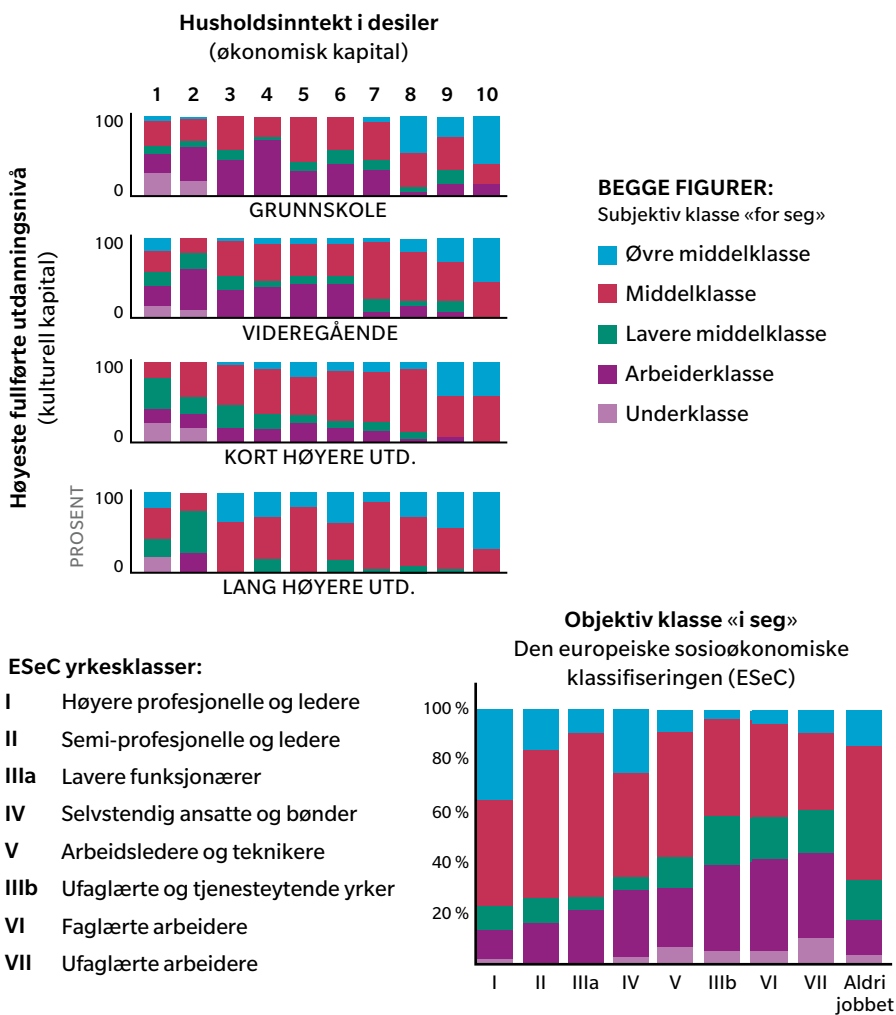 Husholdsinntekt i desiler
(økonomisk kapital)
1 2 3 4 5 6 7 8 9 10
Høyeste fullførte utdanningsnivå
(kulturell kapital)
100
0
GRUNNSKOLE
100
0
VIDEREGÅENDE
100
0
KORT HØYERE UTD.
PROSENT
100
0
LANG HØYERE UTD.
BEGGE FIGURER:
Subjektiv klasse «for seg»
Øvre middelklasse
Middelklasse
Lavere middelklasse
Arbeiderklasse
Underklasse
ESeC yrkesklasser:
I Høyere profesjonelle og ledere
II Semi-profesjonelle og ledere
IIIa Lavere funksjonærer
IV Selvstendig ansatte og bønder
V Arbeidsledere og teknikere
IIIb Ufaglærte og tjenesteytende yrker
VI Faglærte arbeidere
VII Ufaglærte arbeidere
Objektiv klasse «i seg»
Den europeiske sosioøkonomiske
klassifiseringen (ESeC)
100 %
80 %
60 %
40 %
20 %
I II IIIa IV V IIIb VI VII Aldri
jobbet